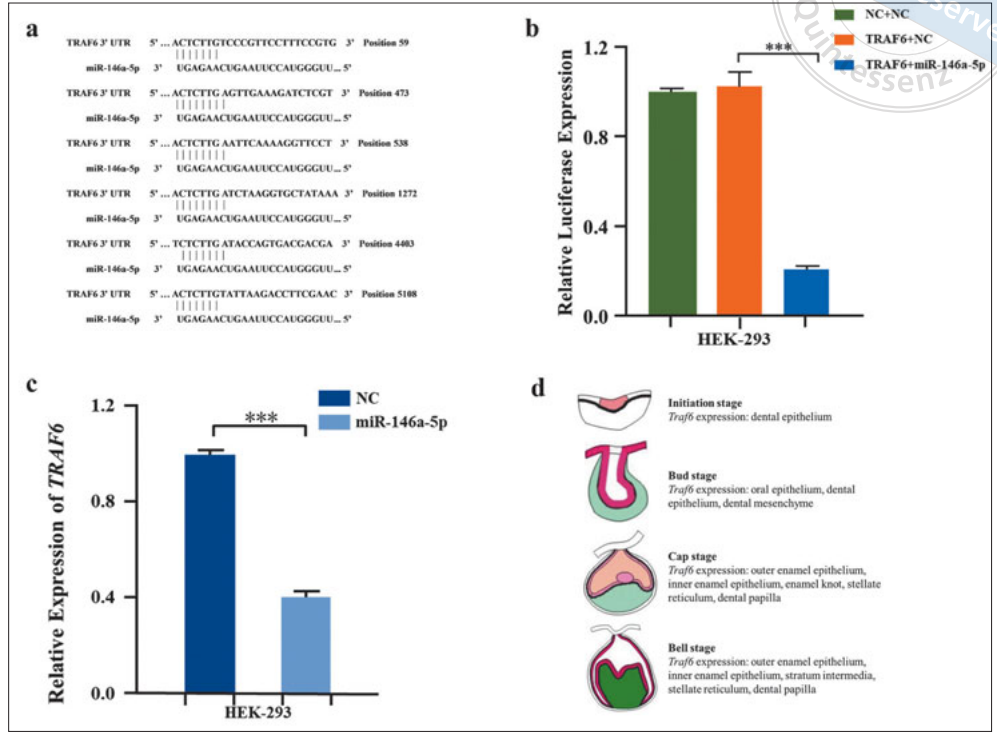 a
TRAF6 3' UTR 5' ... ACTCTTGTCCCGTTCCTTTCCGTG 3' Position 59
miR-146a-5p 3' UGAGAACUGAAUUCCAUGGGUU... 5'
TRAF6 3' UTR 5' ... ACTCTTG AGTTGAAAGATCTCGT 3' Position 473
miR-146a-5p 3' UGAGAACUGAAUUCCAUGGGUU... 5'
TRAF6 3' UTR 5' ... ACTCTTG AATTCAAAAGGTTCCT 3' Position 538
miR-146a-5p 3' UGAGAACUGAAUUCCAUGGGUU... 5'
TRAF6 3' UTR 5' ... ACTCTTG ATCTAAGGTGCTATAAA 3' Position 1272
miR-146a-5p 3' UGAGAACUGAAUUCCAUGGGUU... 5'
TRAF6 3' UTR 5' ... TCTCTTG ATACCAGTGACGACGA 3' Position 4403
miR-146a-5p 3' UGAGAACUGAAUUCCAUGGGUU... 5'
TRAF6 3' UTR 5' ... ACTCTTGTATTAAGACCTTCGAAC 3' Position 5108
miR-146a-5p 3' UGAGAACUGAAUUCCAUGGGUU... 5'
b
NC+NC
TRAF6+NC
TRAF6+miR-146a-5p
Quintessenz
Relative Luciferase Expression
1.2
0.8
0.4
0.0
***
HEK-293
c
NC
miR-146a-5p
Relative Expression of TRAF6
1.2
0.8
0.4
0.0
***
HEK-293
d
Initiation stage
Traf6 expression: dental epithelium
Bud stage
Traf6 expression: oral epithelium, dental
epithelium, dental mesenchyme
Cap stage
Traf6 expression: outer enamel epithelium,
inner enamel epithelium, enamel knot, stellate
reticulum, dental papilla
Bell stage
Traf6 expression: outer enamel epithelium,
inner enamel epithelium, stratum intermedia,
stellate reticulum, dental papilla